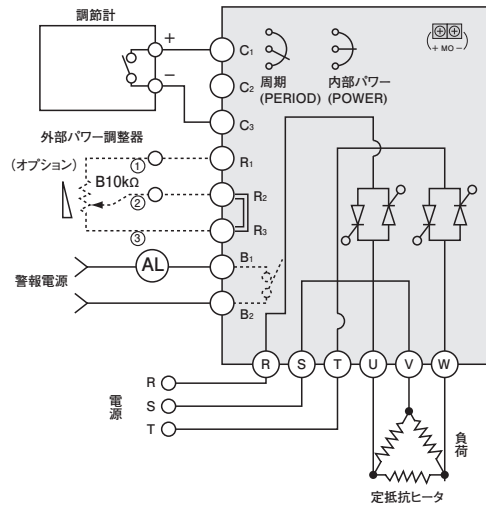 調節計
+
−
C1
C2
C3
周期
(PERIOD)
内部パワー
(POWER)
(+ MO −)
外部パワー調整器
(オプション)
B10kΩ
①
②
③
R1
R2
R3
AL
警報電源
B1
B2
R
S
T
U
V
W
R
S
T
電源
負荷
定抵抗ヒータ